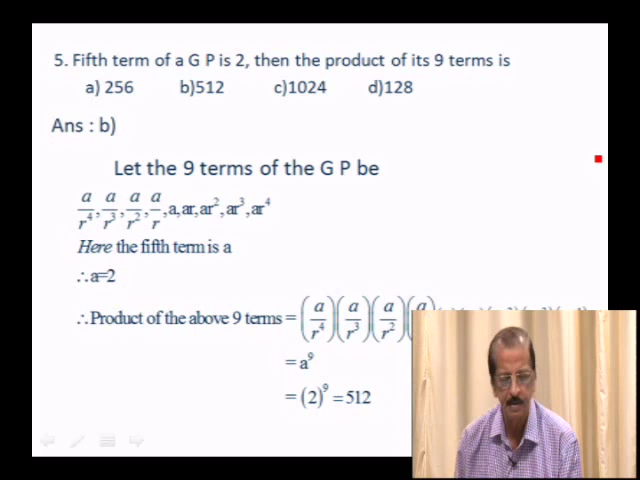 5. Fifth term of a G P is 2, then the product of its 9 terms is
a) 256 b)512 c)1024 d)128
Ans : b)
Let the 9 terms of the G P be
a/r⁴, a/r³, a/r², a/r, a, ar, ar², ar³, ar⁴
Here the fifth term is a
∴a=2
∴Product of the above 9 terms = (a/r⁴)(a/r³)(a/r²)(a
= a⁹
= (2)⁹ = 512